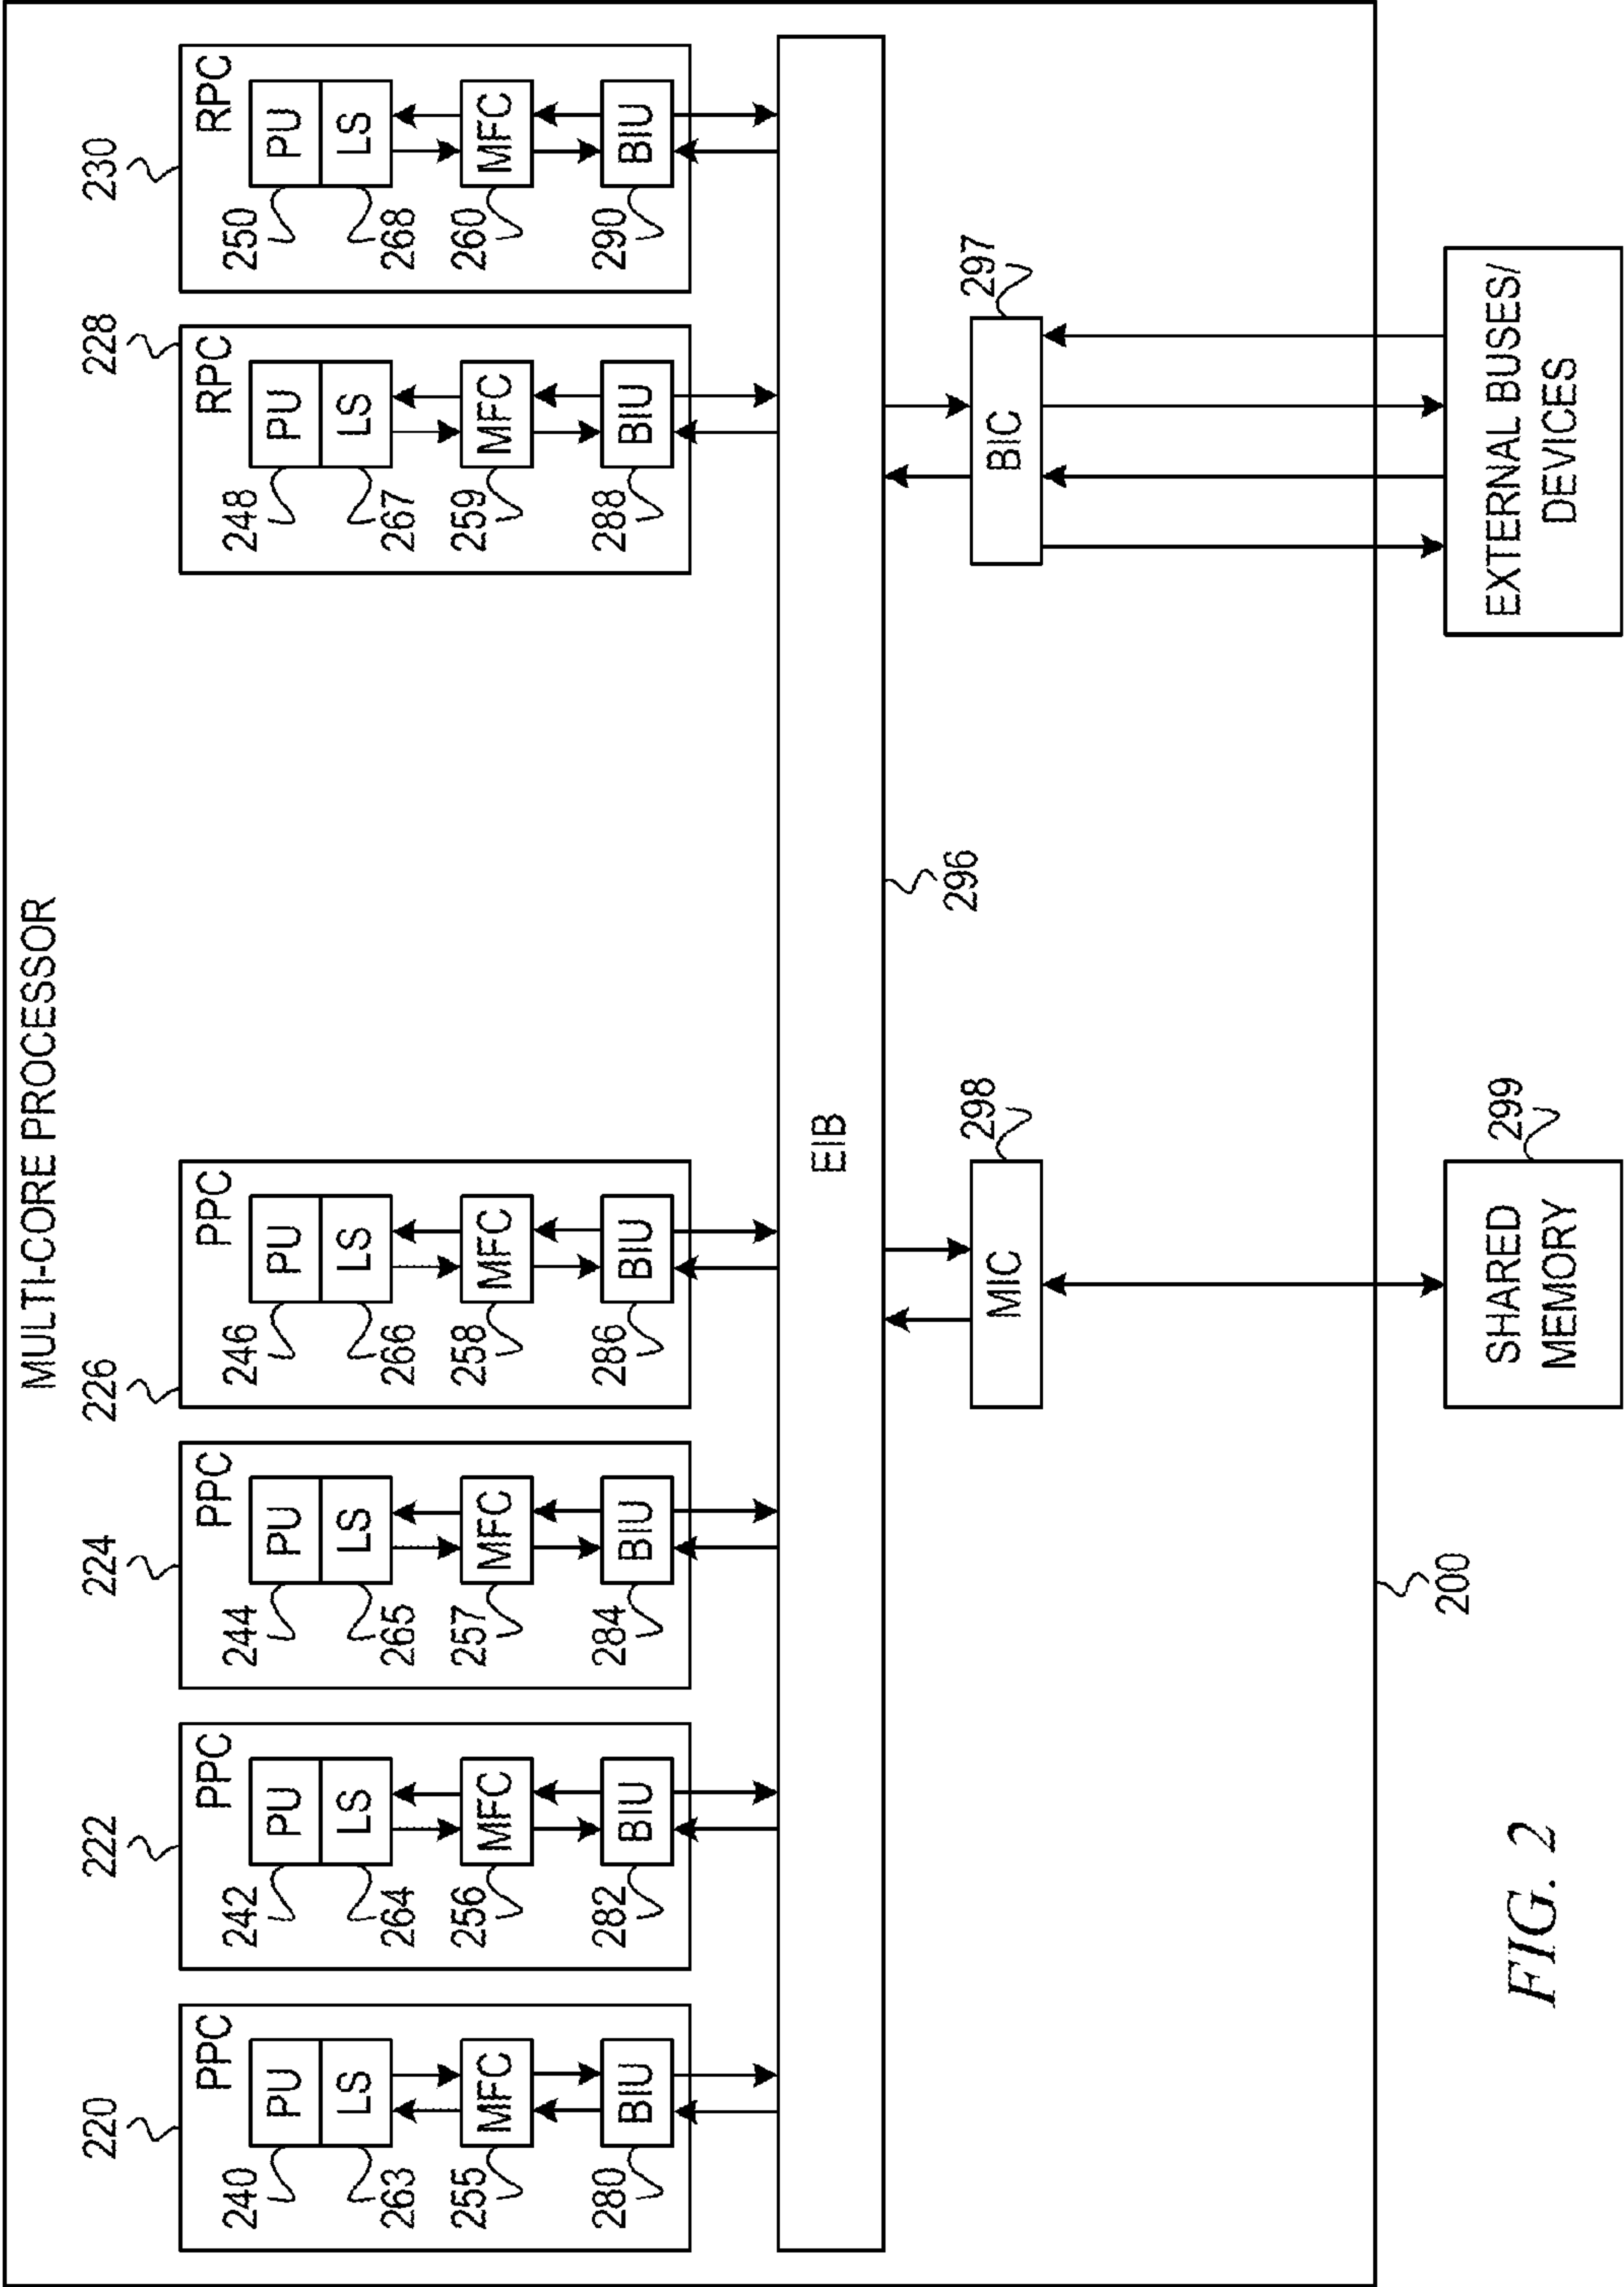 MULTI-CORE PROCESSOR
220
222
224
226
228
230
PPC
PPC
PPC
PPC
RPC
RPC
240
PU
242
PU
244
PU
246
PU
248
PU
250
PU
263
LS
264
LS
265
LS
266
LS
267
LS
268
LS
255
MFC
256
MFC
257
MFC
258
MFC
259
MFC
260
MFC
280
BIU
282
BIU
284
BIU
286
BIU
288
BIU
290
BIU
EIB
296
MIC
298
BIC
297
200
SHARED
MEMORY
299
EXTERNAL BUSES/
DEVICES
FIG. 2